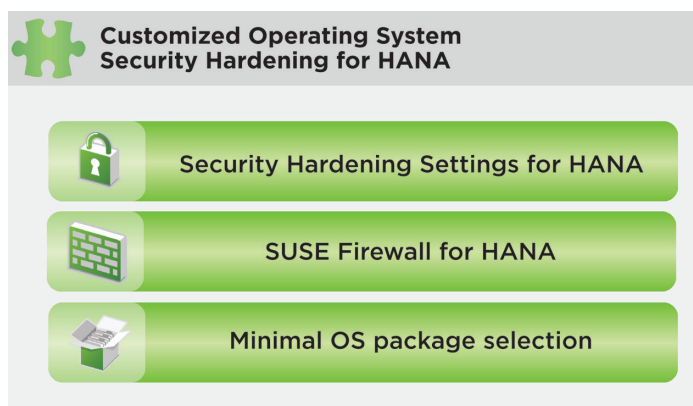 Customized Operating System
Security Hardening for HANA
Security Hardening Settings for HANA
SUSE Firewall for HANA
Minimal OS package selection